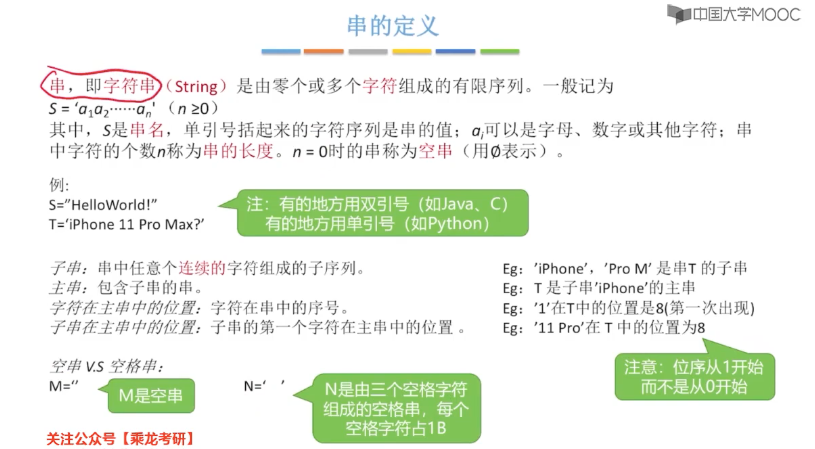 中国大学MOOC
串的定义
串，即字符串（String）是由零个或多个字符组成的有限序列。一般记为
S = ‘a₁a₂······aₙ' （n ≥0）
其中，S是串名，单引号括起来的字符序列是串的值；aᵢ可以是字母、数字或其他字符；串
中字符的个数n称为串的长度。n = 0时的串称为空串（用∅表示）。
例:
S="HelloWorld!”
T=‘iPhone 11 Pro Max?’
注：有的地方用双引号（如Java、C）
有的地方用单引号（如Python）
子串：串中任意个连续的字符组成的子序列。
Eg：’iPhone’，’Pro M’ 是串T 的子串
主串：包含子串的串。
Eg：T 是子串’iPhone’的主串
字符在主串中的位置：字符在串中的序号。
Eg：’1’在T中的位置是8(第一次出现)
子串在主串中的位置：子串的第一个字符在主串中的位置 。
Eg：’11 Pro’在 T 中的位置为8
注意：位序从1开始
而不是从0开始
空串 V.S 空格串：
M=‘’
M是空串
N=‘   ’
N是由三个空格字符
组成的空格串，每个
空格字符占1B
关注公众号【乘龙考研】